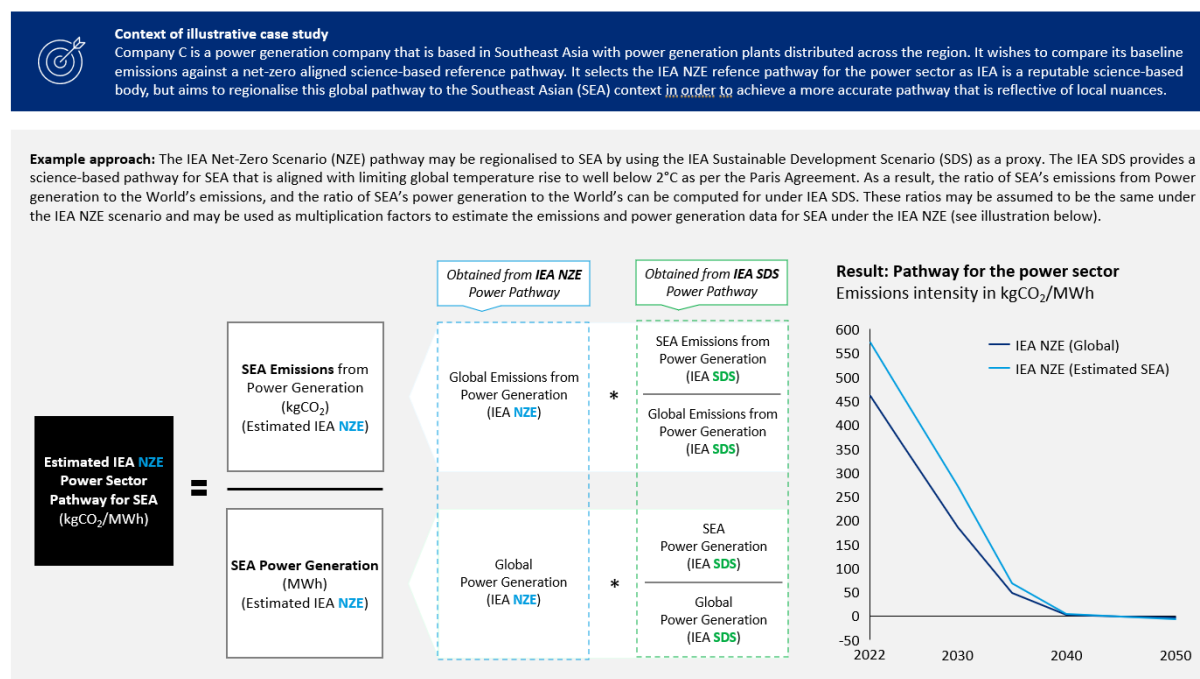 Context of illustrative case study
Company C is a power generation company that is based in Southeast Asia with power generation plants distributed across the region. It wishes to compare its baseline
emissions against a net-zero aligned science-based reference pathway. It selects the IEA NZE refence pathway for the power sector as IEA is a reputable science-based
body, but aims to regionalise this global pathway to the Southeast Asian (SEA) context in order to achieve a more accurate pathway that is reflective of local nuances.
Example approach: The IEA Net-Zero Scenario (NZE) pathway may be regionalised to SEA by using the IEA Sustainable Development Scenario (SDS) as a proxy. The IEA SDS provides a
science-based pathway for SEA that is aligned with limiting global temperature rise to well below 2°C as per the Paris Agreement. As a result, the ratio of SEA's emissions from Power
generation to the World's emissions, and the ratio of SEA's power generation to the World's can be computed for under IEA SDS. These ratios may be assumed to be the same under
the IEA NZE scenario and may be used as multiplication factors to estimate the emissions and power generation data for SEA under the IEA NZE (see illustration below).
Estimated IEA NZE
Power Sector
Pathway for SEA
(kgCO₂/MWh)
=
SEA Emissions from
Power Generation
(kgCO₂)
(Estimated IEA NZE)
SEA Power Generation
(MWh)
(Estimated IEA NZE)
Obtained from IEA NZE
Power Pathway
Global Emissions from
Power Generation
(IEA NZE)
Global
Power Generation
(IEA NZE)
*
*
Obtained from IEA SDS
Power Pathway
SEA Emissions from
Power Generation
(IEA SDS)
Global Emissions from
Power Generation
(IEA SDS)
SEA
Power Generation
(IEA SDS)
Global
Power Generation
(IEA SDS)
Result: Pathway for the power sector
Emissions intensity in kgCO₂/MWh
600
550
500
450
400
350
300
250
200
150
100
50
0
-50
IEA NZE (Global)
IEA NZE (Estimated SEA)
2022
2030
2040
2050